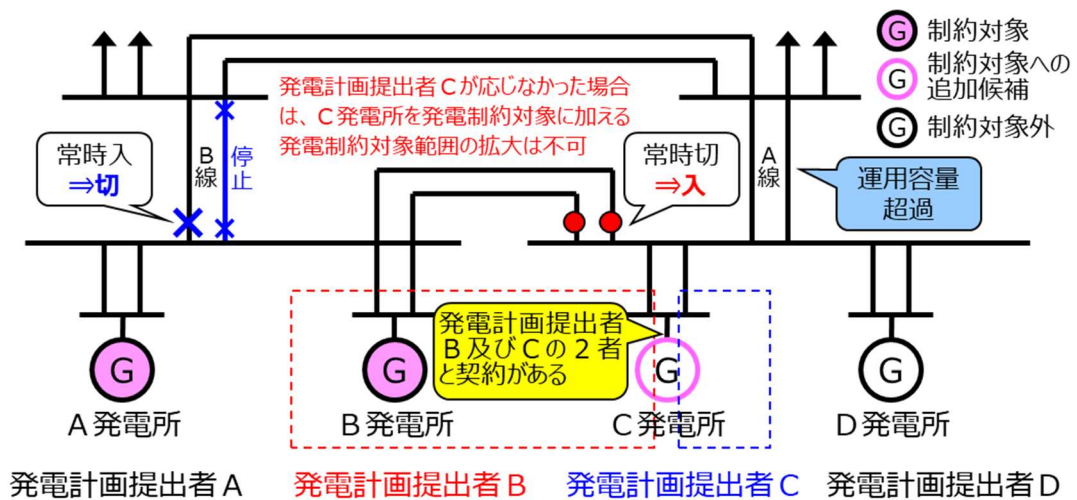 制約対象
制約対象への
追加候補
制約対象外
G
G
G
発電計画提出者Cが応じなかった場合
は、C発電所を発電制約対象に加える
発電制約対象範囲の拡大は不可
常時入
⇒切
B線
停止
常時切
⇒入
A線
運用容量
超過
発電計画提出者
B及びCの2者
と契約がある
G
G
G
G
A発電所
B発電所
C発電所
D発電所
発電計画提出者A
発電計画提出者B
発電計画提出者C
発電計画提出者D